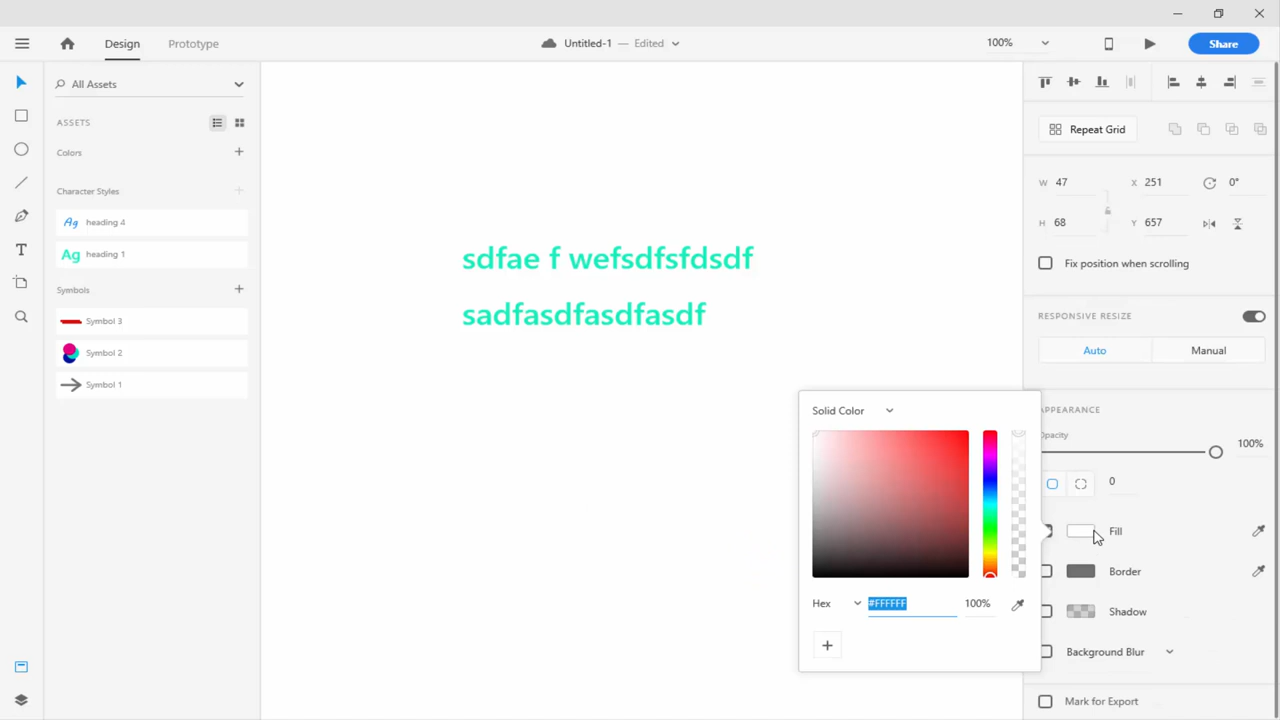 Design
Prototype
Untitled-1 — Edited
100%
Share
All Assets
ASSETS
Colors
Character Styles
Ag heading 4
Ag heading 1
Symbols
Symbol 3
Symbol 2
Symbol 1
sdfae f wefsdfsfdsdf
sadfasdfasdfasdf
Solid Color
Hex #FFFFFF 100%
Repeat Grid
W 47 X 251 0°
H 68 Y 657
Fix position when scrolling
RESPONSIVE RESIZE
Auto Manual
APPEARANCE
Opacity
100%
0
Fill
Border
Shadow
Background Blur
Mark for Export